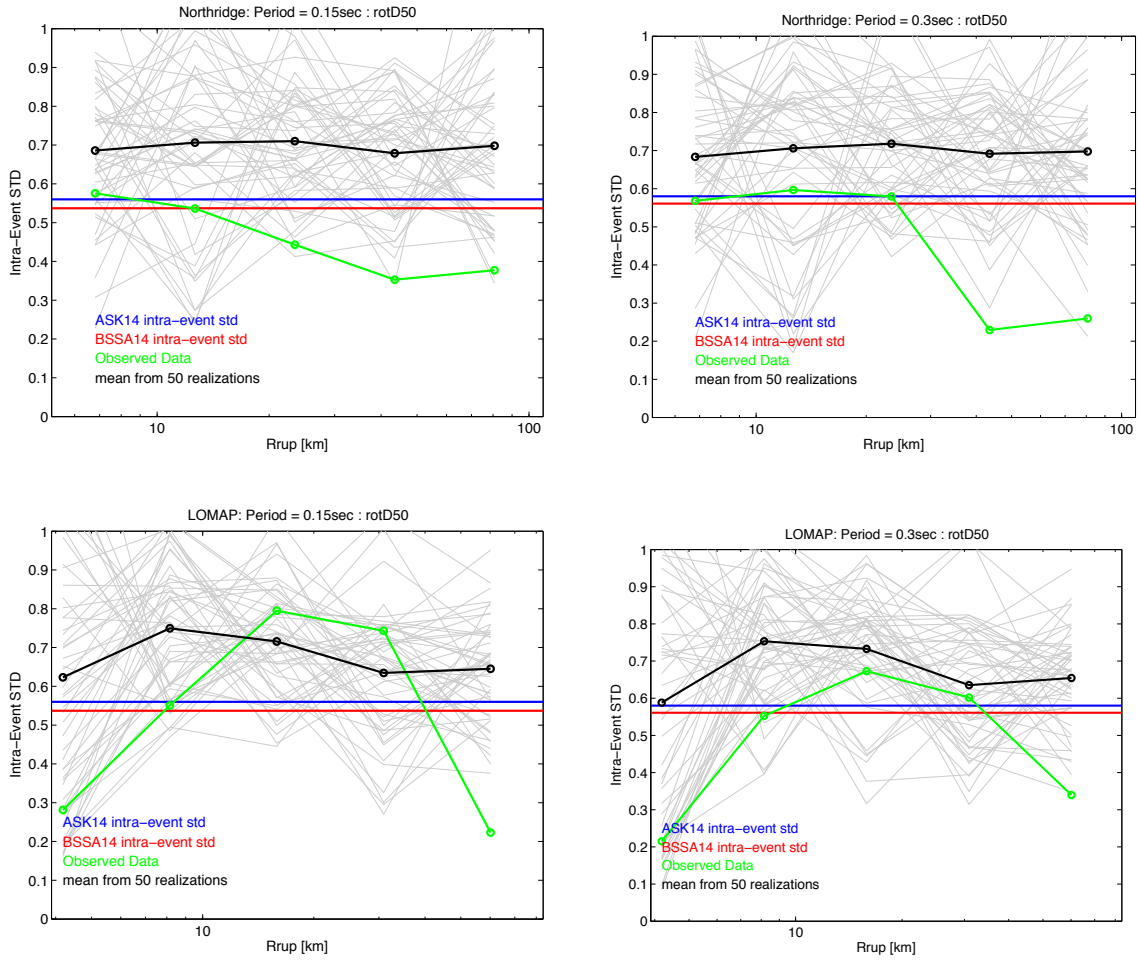 Northridge: Period = 0.15sec : rotD50
1
0.9
0.8
0.7
0.6
0.5
0.4
0.3
0.2
0.1
0
Intra-Event STD
ASK14 intra-event std
BSSA14 intra-event std
Observed Data
mean from 50 realizations
10
100
Rrup [km]
Northridge: Period = 0.3sec : rotD50
1
0.9
0.8
0.7
0.6
0.5
0.4
0.3
0.2
0.1
0
Intra-Event STD
ASK14 intra-event std
BSSA14 intra-event std
Observed Data
mean from 50 realizations
10
100
Rrup [km]
LOMAP: Period = 0.15sec : rotD50
1
0.9
0.8
0.7
0.6
0.5
0.4
0.3
0.2
0.1
0
Intra-Event STD
ASK14 intra-event std
BSSA14 intra-event std
Observed Data
mean from 50 realizations
10
Rrup [km]
LOMAP: Period = 0.3sec : rotD50
1
0.9
0.8
0.7
0.6
0.5
0.4
0.3
0.2
0.1
0
Intra-Event STD
ASK14 intra-event std
BSSA14 intra-event std
Observed Data
mean from 50 realizations
10
Rrup [km]